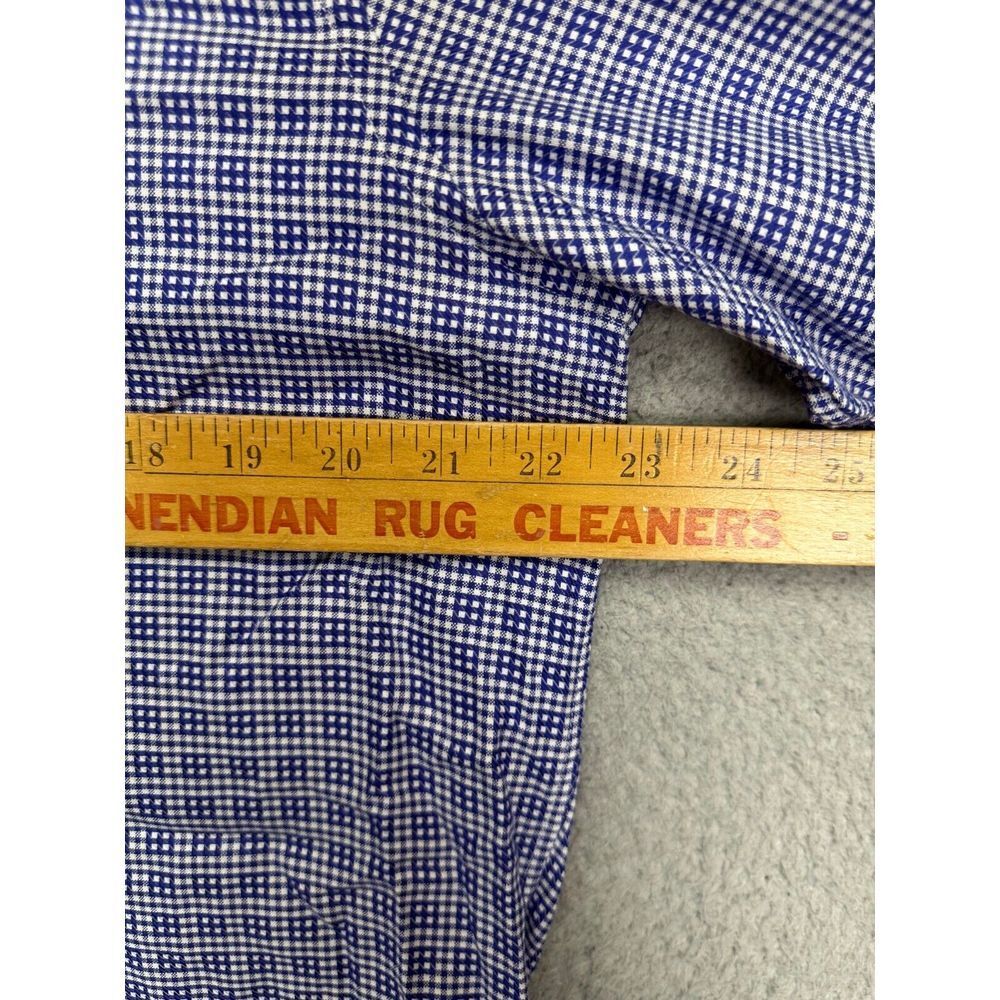 18 19 20 21 22 23 24 25
NENDIAN RUG CLEANERS -